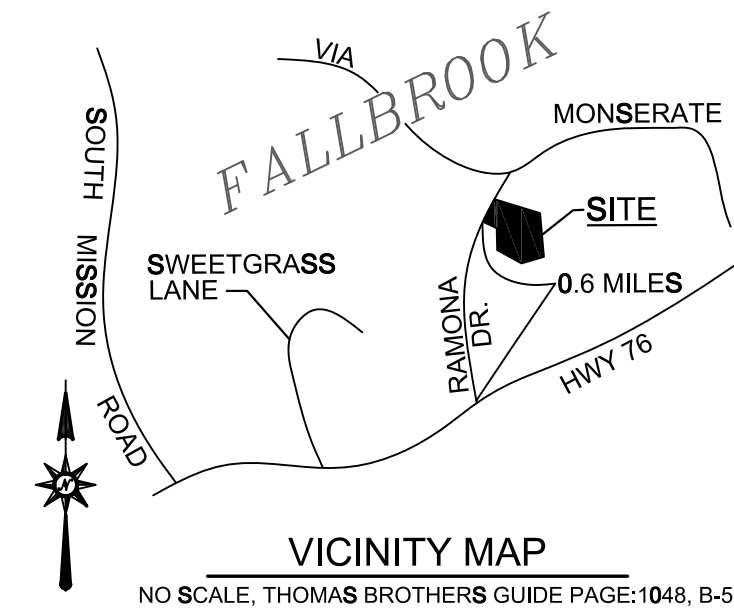 VIA
FALLBROOK
MONSERATE
SOUTH MISSION ROAD
SITE
SWEETGRASS
LANE
0.6 MILES
RAMONA
DR.
HWY 76
N
VICINITY MAP
NO SCALE, THOMAS BROTHERS GUIDE PAGE:1048, B-5